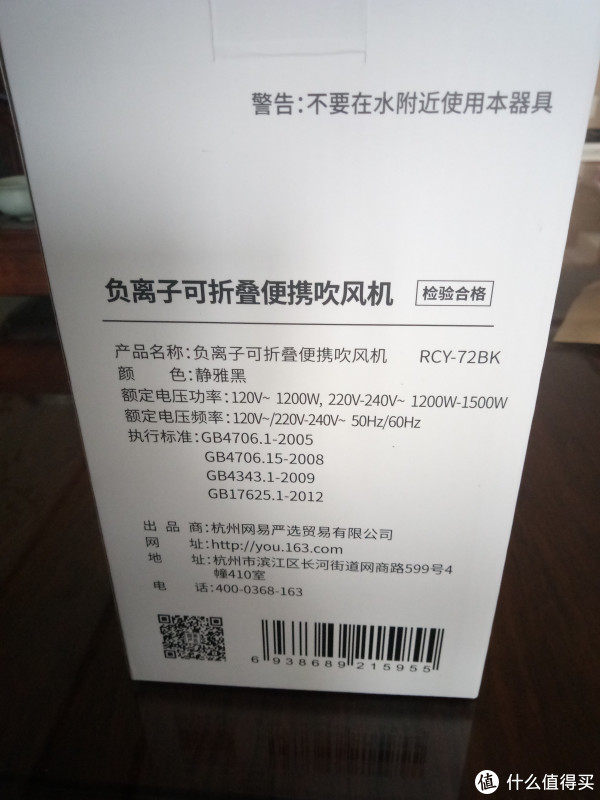 警告:不要在水附近使用本器具
负离子可折叠便携吹风机 检验合格
产品名称:负离子可折叠便携吹风机 RCY-72BK
颜 色:静雅黑
额定电压功率:120V~ 1200W, 220V-240V~ 1200W-1500W
额定电压频率:120V~/220V-240V~ 50Hz/60Hz
执行标准:GB4706.1-2005
GB4706.15-2008
GB4343.1-2009
GB17625.1-2012
出 品 商:杭州网易严选贸易有限公司
网 址:http://you.163.com
地 址:杭州市滨江区长河街道网商路599号4
幢410室
电 话:400-0368-163
6 938689 215955
值 什么值得买